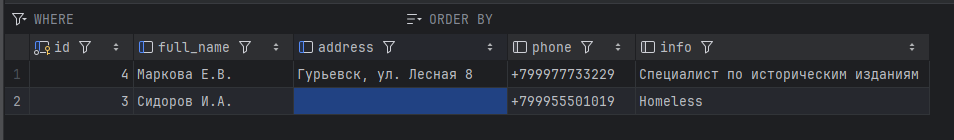 WHERE ORDER BY
id full_name address phone info
1 4 Маркова Е.В. Гурьевск, ул. Лесная 8 +799977733229 Специалист по историческим изданиям
2 3 Сидоров И.А. +799955501019 Homeless